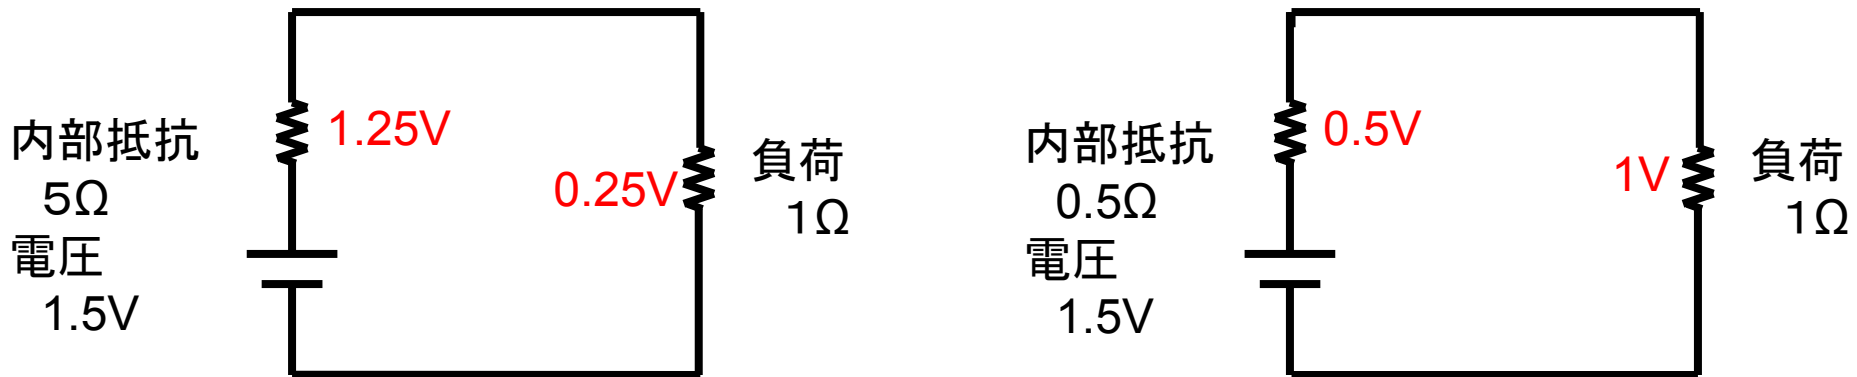 内部抵抗
5Ω
電圧
1.5V
1.25V
0.25V
負荷
1Ω
内部抵抗
0.5Ω
電圧
1.5V
0.5V
1V
負荷
1Ω